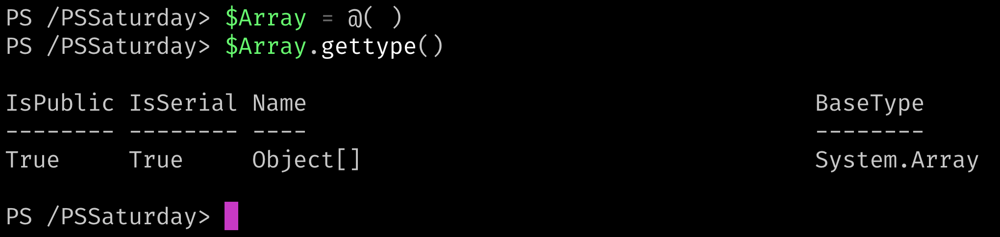 PS /PSSaturday> $Array = @( )
PS /PSSaturday> $Array.gettype()
IsPublic IsSerial Name                                     BaseType
-------- -------- ----                                     --------
True     True     Object[]                                 System.Array
PS /PSSaturday>